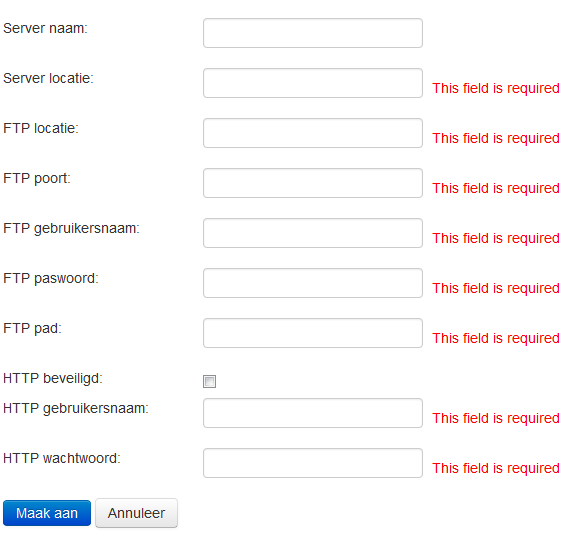 Server naam:
Server locatie: This field is required
FTP locatie: This field is required
FTP poort: This field is required
FTP gebruikersnaam: This field is required
FTP paswoord: This field is required
FTP pad: This field is required
HTTP beveiligd:
HTTP gebruikersnaam: This field is required
HTTP wachtwoord: This field is required
Maak aan Annuleer